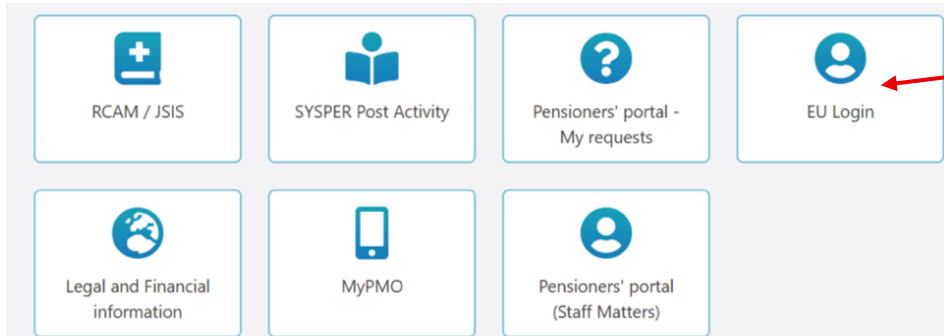 RCAM / JSIS
SYSPER Post Activity
Pensioners' portal -
My requests
EU Login
Legal and Financial
information
MyPMO
Pensioners' portal
(Staff Matters)